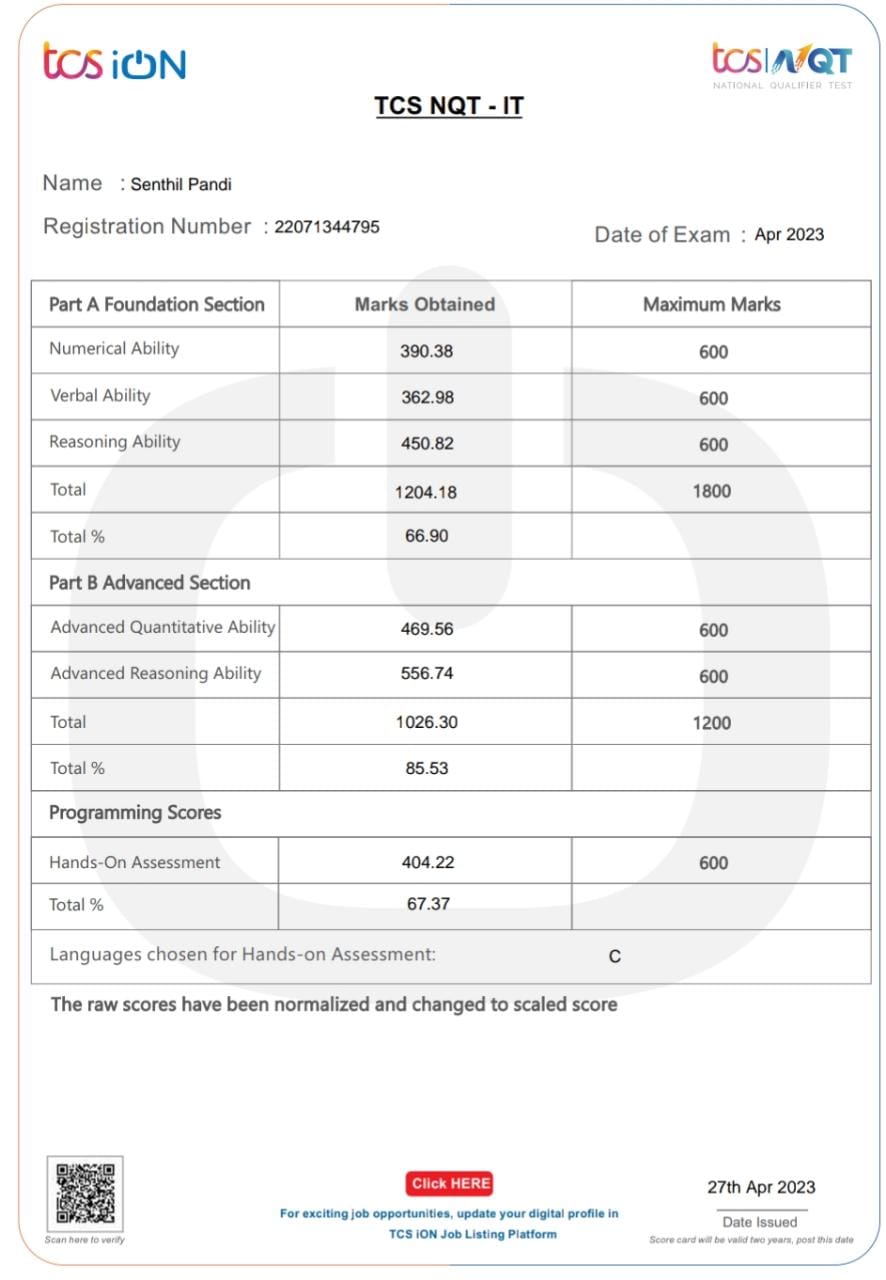 tcs iON
tcs|NQT
NATIONAL QUALIFIER TEST
TCS NQT - IT
Name : Senthil Pandi
Registration Number : 22071344795
Date of Exam : Apr 2023
Part A Foundation Section Marks Obtained Maximum Marks
Numerical Ability 390.38 600
Verbal Ability 362.98 600
Reasoning Ability 450.82 600
Total 1204.18 1800
Total % 66.90
Part B Advanced Section
Advanced Quantitative Ability 469.56 600
Advanced Reasoning Ability 556.74 600
Total 1026.30 1200
Total % 85.53
Programming Scores
Hands-On Assessment 404.22 600
Total % 67.37
Languages chosen for Hands-on Assessment: C
The raw scores have been normalized and changed to scaled score
Scan here to verify
Click HERE
For exciting job opportunities, update your digital profile in
TCS iON Job Listing Platform
27th Apr 2023
Date Issued
Score card will be valid two years, post this date